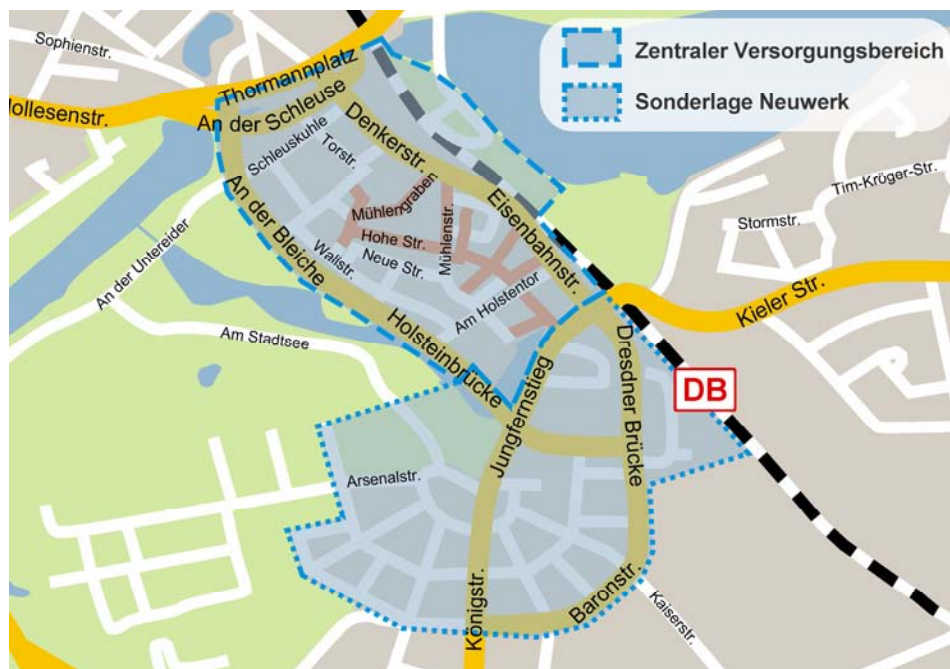 Sophienstr.
Thormannplatz
Hollesenstr.
An der Schleuse
Zentraler Versorgungsbereich
Sonderlage Neuwerk
Schleuskuhle
Torstr.
Denkerstr.
Mühlengraben
Mühlenstr.
Eisenbahnstr.
Tim-Kröger-Str.
Stormstr.
An der Untereider
An der Bleiche
Hohe Str.
Wallstr.
Neue Str.
Am Holstentor
Kieler Str.
Am Stadtsee
Holsteinbrücke
Dresdner Brücke
DB
Jungfernstieg
Arsenalstr.
Königstr.
Baronstr.
Kaiserstr.